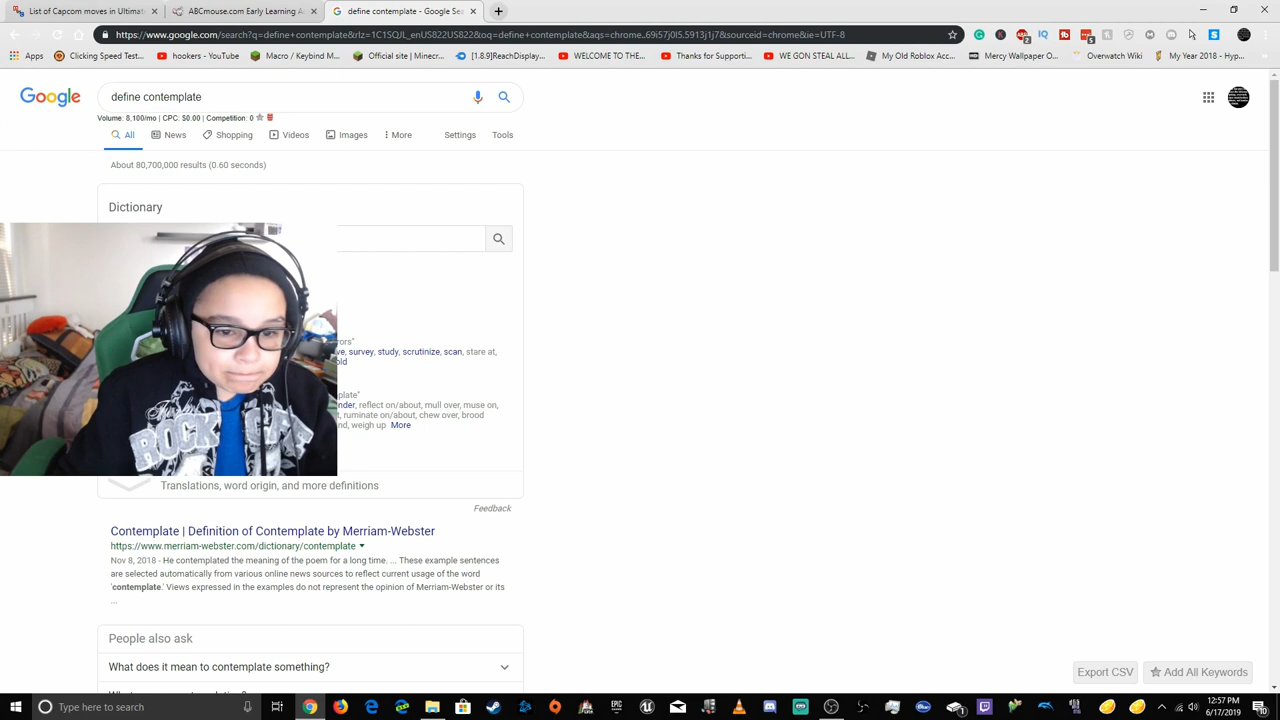 List of Capcom moves in Ultimat
ABCmouse.com Early Learning Ac
define contemplate - Google Sea
https://www.google.com/search?q=define+contemplate&rlz=1C1SQJL_enUS822US822&oq=define+contemplate&aqs=chrome..69i57j0l5.5913j1j7&sourceid=chrome&ie=UTF-8
Apps
Clicking Speed Test
hookers - YouTube
Macro / Keybind M...
Official site | Minecr...
[1.8.9]ReachDisplay...
WELCOME TO THE...
Thanks for Supporti...
WE GON STEAL ALL...
My Old Roblox Acc...
Mercy Wallpaper O...
Overwatch Wiki
My Year 2018 - Hyp...
Google
define contemplate
Volume: 8,100/mo | CPC: $0.00 | Competition: 0
All
News
Shopping
Videos
Images
More
Settings
Tools
About 80,700,000 results (0.60 seconds)
Dictionary
rors"
ve, survey, study, scrutinize, scan, stare at,
old
plate"
nder, reflect on/about, mull over, muse on,
t, ruminate on/about, chew over, brood
nd, weigh up More
ROCK
Translations, word origin, and more definitions
Feedback
Contemplate | Definition of Contemplate by Merriam-Webster
https://www.merriam-webster.com/dictionary/contemplate
Nov 8, 2018 - He contemplated the meaning of the poem for a long time. ... These example sentences
are selected automatically from various online news sources to reflect current usage of the word
'contemplate.' Views expressed in the examples do not represent the opinion of Merriam-Webster or its
...
People also ask
What does it mean to contemplate something?
Export CSV
Add All Keywords
Type here to search
12:57 PM
6/17/2019